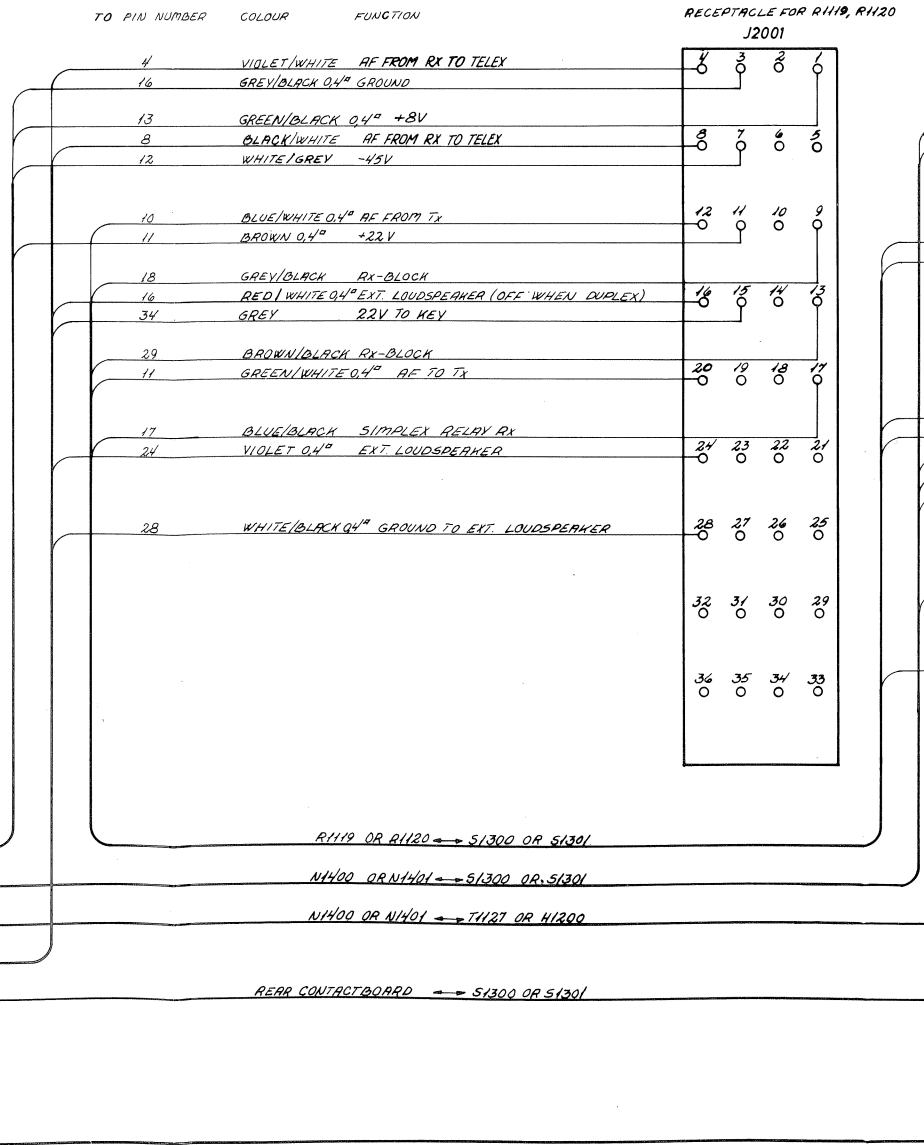 TO PIN NUMBER COLOUR FUNCTION RECEPTACLE FOR R1119, R1120
J2001
4 VIOLET/WHITE AF FROM RX TO TELEX 4 3 2 1
16 GREY/BLACK 0,4□ GROUND
13 GREEN/BLACK 0,4□ +8V
8 BLACK/WHITE AF FROM RX TO TELEX 8 7 6 5
12 WHITE/GREY -45V
10 BLUE/WHITE 0,4□ AF FROM Tx 12 11 10 9
11 BROWN 0,4□ +22V
18 GREY/BLACK Rx-BLOCK
16 RED/WHITE 0,4□ EXT. LOUDSPEAKER (OFF WHEN DUPLEX) 16 15 14 13
34 GREY 22V TO KEY
29 BROWN/BLACK Rx-BLOCK
11 GREEN/WHITE 0,4□ AF TO Tx 20 19 18 17
17 BLUE/BLACK SIMPLEX RELAY Rx
24 VIOLET 0,4□ EXT. LOUDSPEAKER 24 23 22 21
28 WHITE/BLACK 0,4□ GROUND TO EXT. LOUDSPEAKER 28 27 26 25
32 31 30 29
36 35 34 33
R1119 OR R1120 ↔ S1300 OR S1301
N1400 OR N1401 ↔ S1300 OR S1301
N1400 OR N1401 ↔ T1127 OR H1200
REAR CONTACTBOARD ↔ S1300 OR S1301